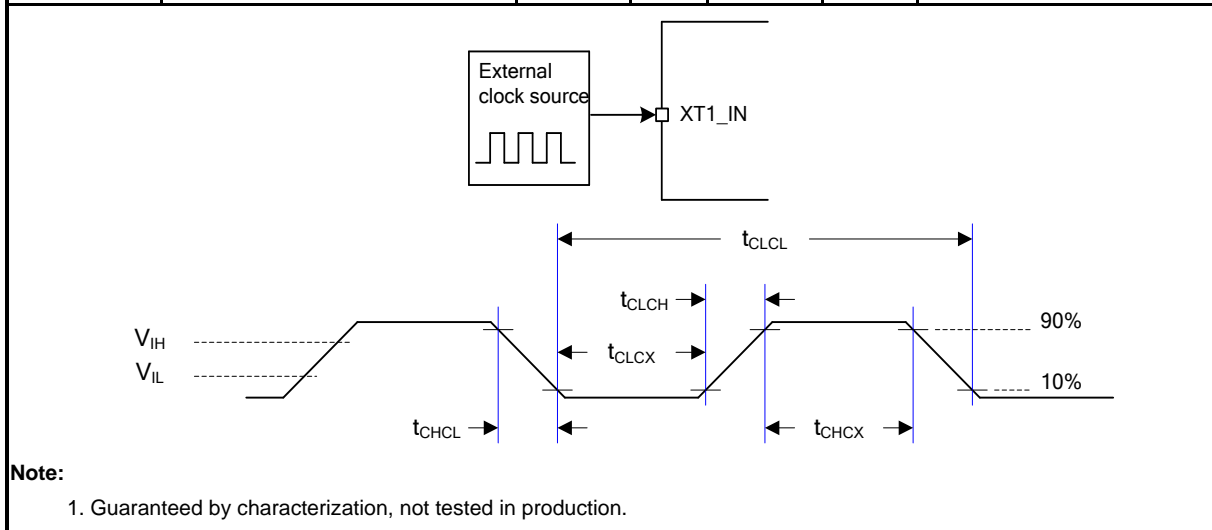 External
clock source
XT1_IN
tCLCL
tCLCH
90%
VIH
tCLCX
VIL
10%
tCHCL
tCHCX
Note:
1. Guaranteed by characterization, not tested in production.